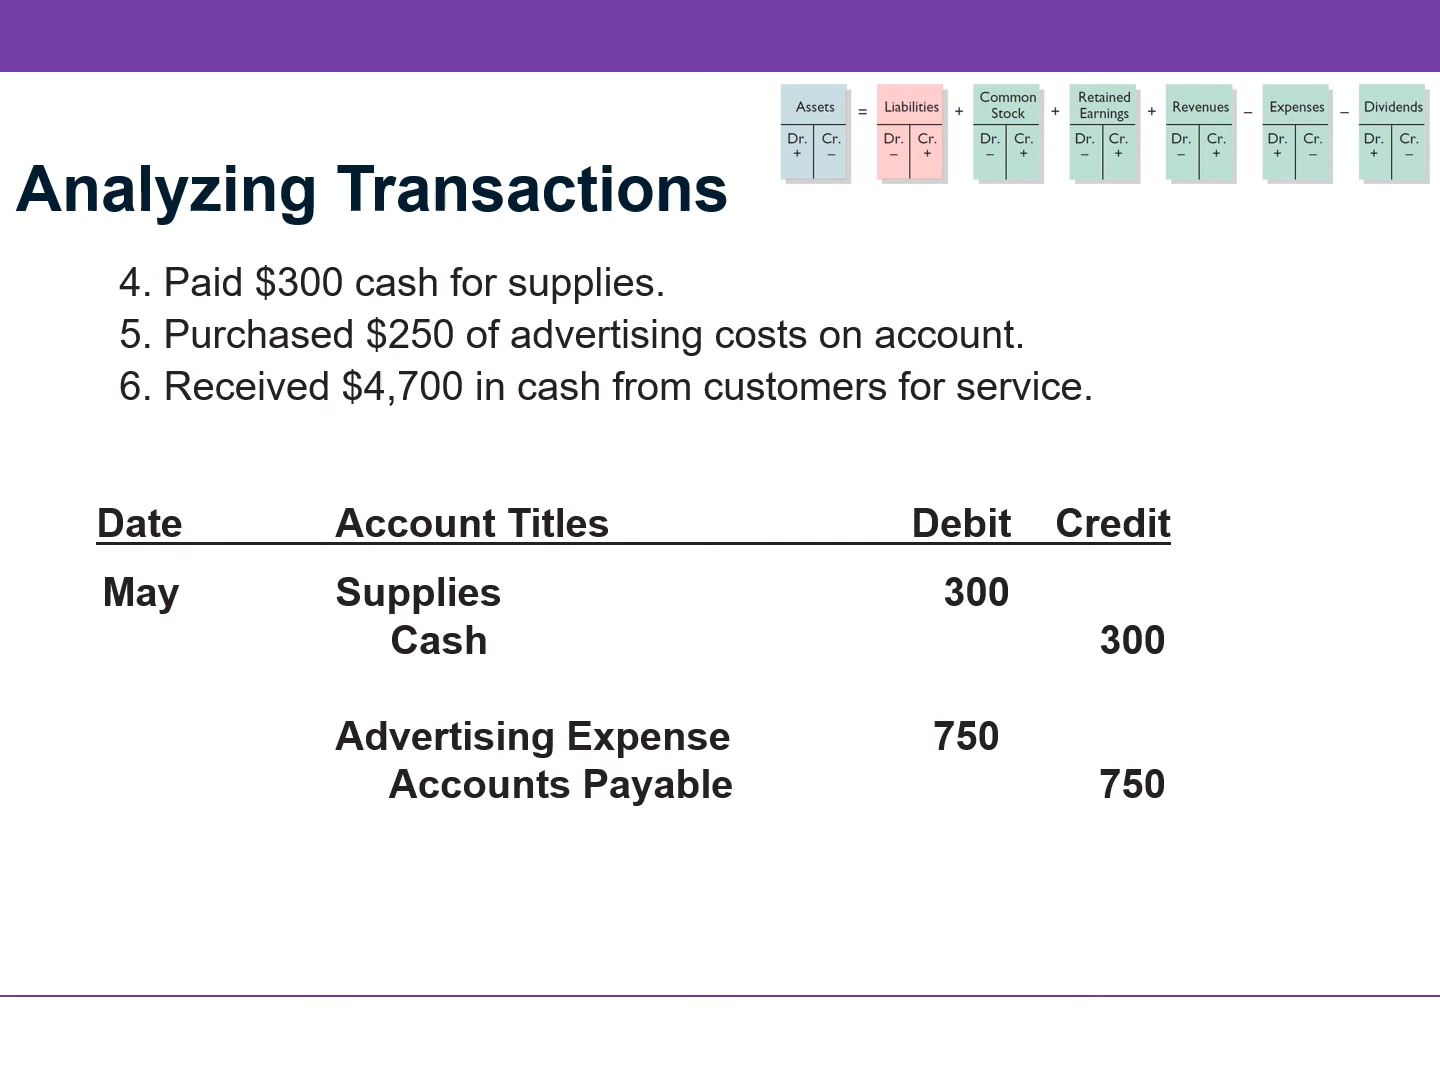 Assets = Liabilities + Common Stock + Retained Earnings + Revenues – Expenses – Dividends
Dr. Cr. Dr. Cr. Dr. Cr. Dr. Cr. Dr. Cr. Dr. Cr. Dr. Cr.
+ – – + – + – + – + + – + –
Analyzing Transactions
4. Paid $300 cash for supplies.
5. Purchased $250 of advertising costs on account.
6. Received $4,700 in cash from customers for service.
Date Account Titles Debit Credit
May Supplies 300
Cash 300
Advertising Expense 750
Accounts Payable 750